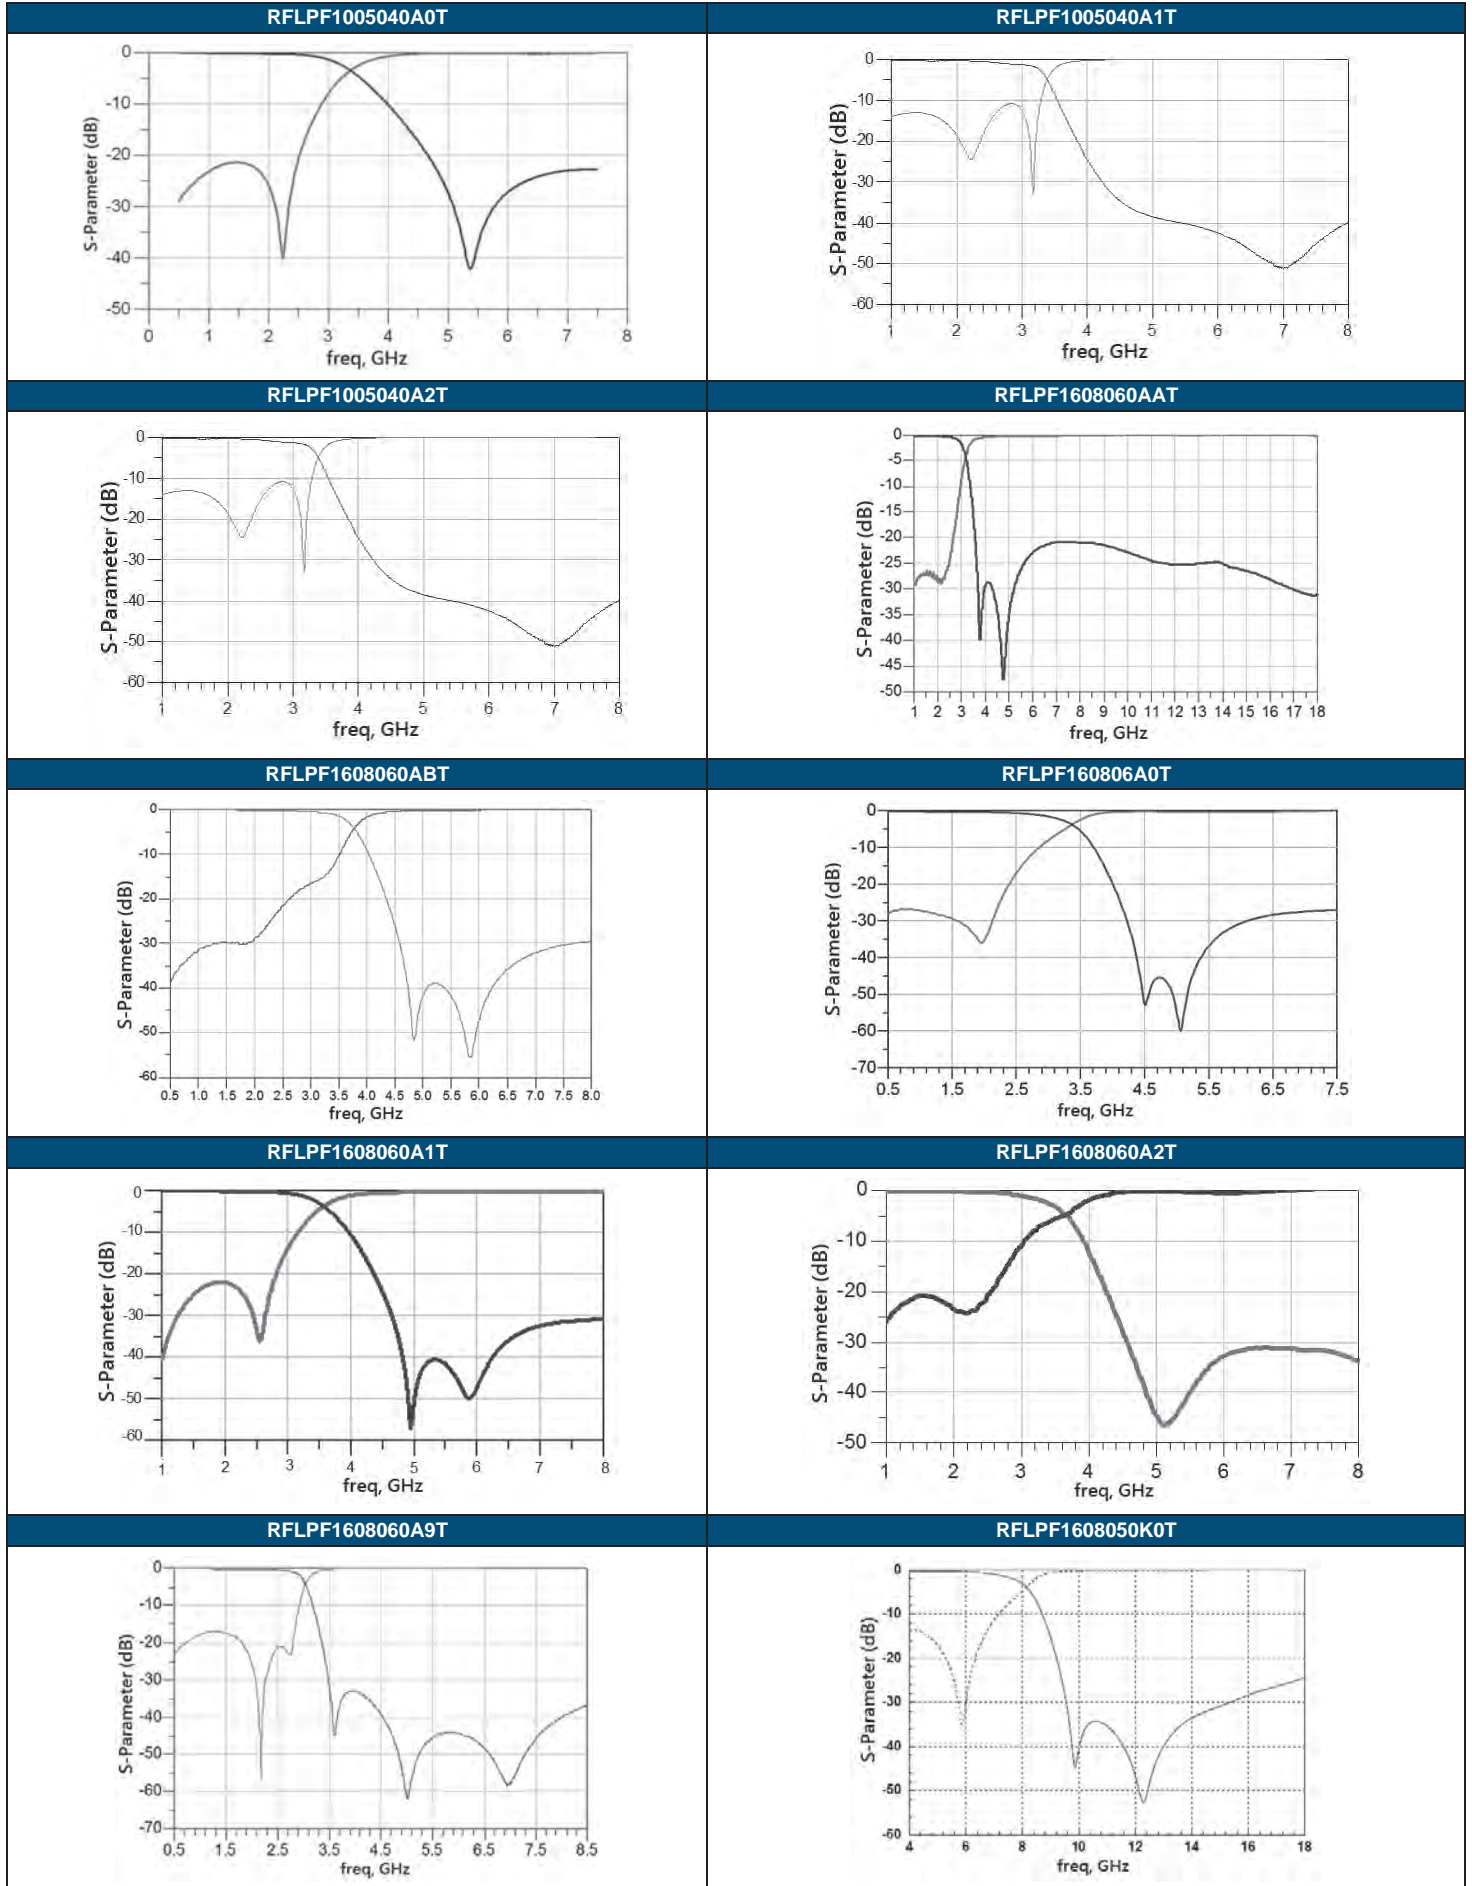 RFLPF1005040A0T
RFLPF1005040A1T
0
-10
-20
-30
-40
-50
S-Parameter (dB)
0 1 2 3 4 5 6 7 8
freq, GHz
0
-10
-20
-30
-40
-50
-60
S-Parameter (dB)
1 2 3 4 5 6 7 8
freq, GHz
RFLPF1005040A2T
RFLPF1608060AAT
0
-10
-20
-30
-40
-50
-60
S-Parameter (dB)
1 2 3 4 5 6 7 8
freq, GHz
0
-5
-10
-15
-20
-25
-30
-35
-40
-45
-50
S-Parameter (dB)
1 2 3 4 5 6 7 8 9 10 11 12 13 14 15 16 17 18
freq, GHz
RFLPF1608060ABT
RFLPF160806A0T
0
-10
-20
-30
-40
-50
-60
S-Parameter (dB)
0.5 1.0 1.5 2.0 2.5 3.0 3.5 4.0 4.5 5.0 5.5 6.0 6.5 7.0 7.5 8.0
freq, GHz
0
-10
-20
-30
-40
-50
-60
-70
S-Parameter (dB)
0.5 1.5 2.5 3.5 4.5 5.5 6.5 7.5
freq, GHz
RFLPF1608060A1T
RFLPF1608060A2T
0
-10
-20
-30
-40
-50
-60
S-Parameter (dB)
1 2 3 4 5 6 7 8
freq, GHz
0
-10
-20
-30
-40
-50
S-Parameter (dB)
1 2 3 4 5 6 7 8
freq, GHz
RFLPF1608060A9T
RFLPF1608050K0T
0
-10
-20
-30
-40
-50
-60
-70
S-Parameter (dB)
0.5 1.5 2.5 3.5 4.5 5.5 6.5 7.5 8.5
freq, GHz
0
-10
-20
-30
-40
-50
-60
S-Parameter (dB)
4 6 8 10 12 14 16 18
freq, GHz